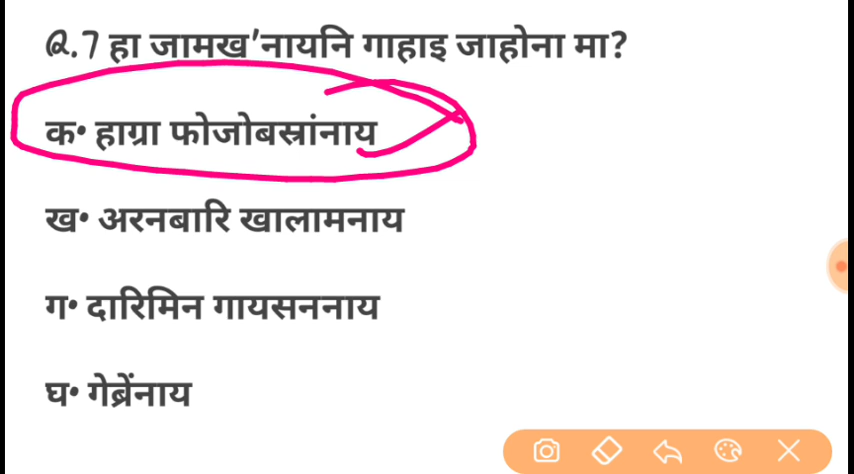 Q.7 हा जामख'नायनि गाहाइ जाहोना मा?
क• हाग्रा फोजोबस्रांनाय
ख• अरनबारि खालामनाय
ग• दारिमिन गायसननाय
घ• गेब्रेंनाय